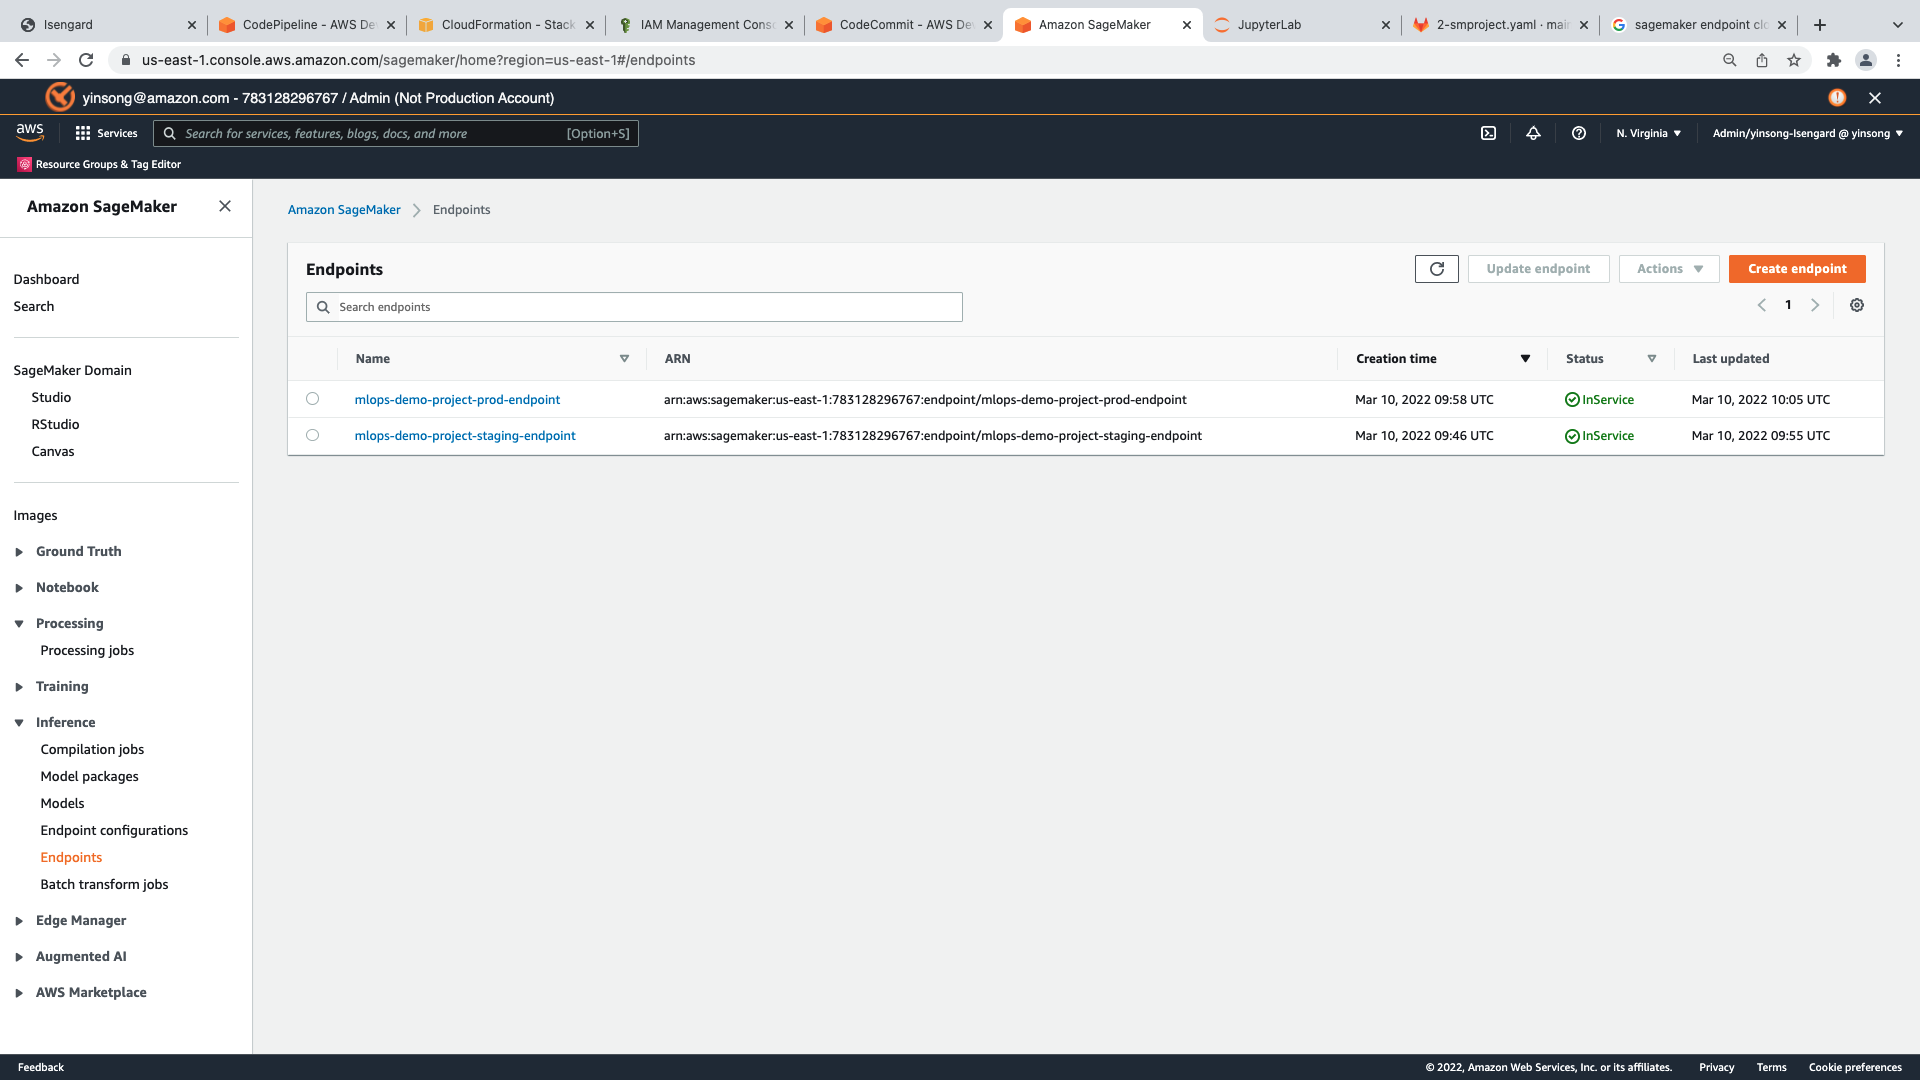 Isengard
CodePipeline - AWS De
CloudFormation - Stack
IAM Management Cons
CodeCommit - AWS De
Amazon SageMaker
JupyterLab
2-smproject.yaml · mai
sagemaker endpoint clo
us-east-1.console.aws.amazon.com/sagemaker/home?region=us-east-1#/endpoints
yinsong@amazon.com - 783128296767 / Admin (Not Production Account)
aws
Services
Search for services, features, blogs, docs, and more
[Option+S]
N. Virginia
Admin/yinsong-Isengard @ yinsong
Resource Groups & Tag Editor
Amazon SageMaker
Dashboard
Search
SageMaker Domain
Studio
RStudio
Canvas
Images
Ground Truth
Notebook
Processing
Processing jobs
Training
Inference
Compilation jobs
Model packages
Models
Endpoint configurations
Endpoints
Batch transform jobs
Edge Manager
Augmented AI
AWS Marketplace
Amazon SageMaker
Endpoints
Endpoints
Update endpoint
Actions
Create endpoint
Search endpoints
1
Name
ARN
Creation time
Status
Last updated
mlops-demo-project-prod-endpoint
arn:aws:sagemaker:us-east-1:783128296767:endpoint/mlops-demo-project-prod-endpoint
Mar 10, 2022 09:58 UTC
InService
Mar 10, 2022 10:05 UTC
mlops-demo-project-staging-endpoint
arn:aws:sagemaker:us-east-1:783128296767:endpoint/mlops-demo-project-staging-endpoint
Mar 10, 2022 09:46 UTC
InService
Mar 10, 2022 09:55 UTC
Feedback
© 2022, Amazon Web Services, Inc. or its affiliates.
Privacy
Terms
Cookie preferences